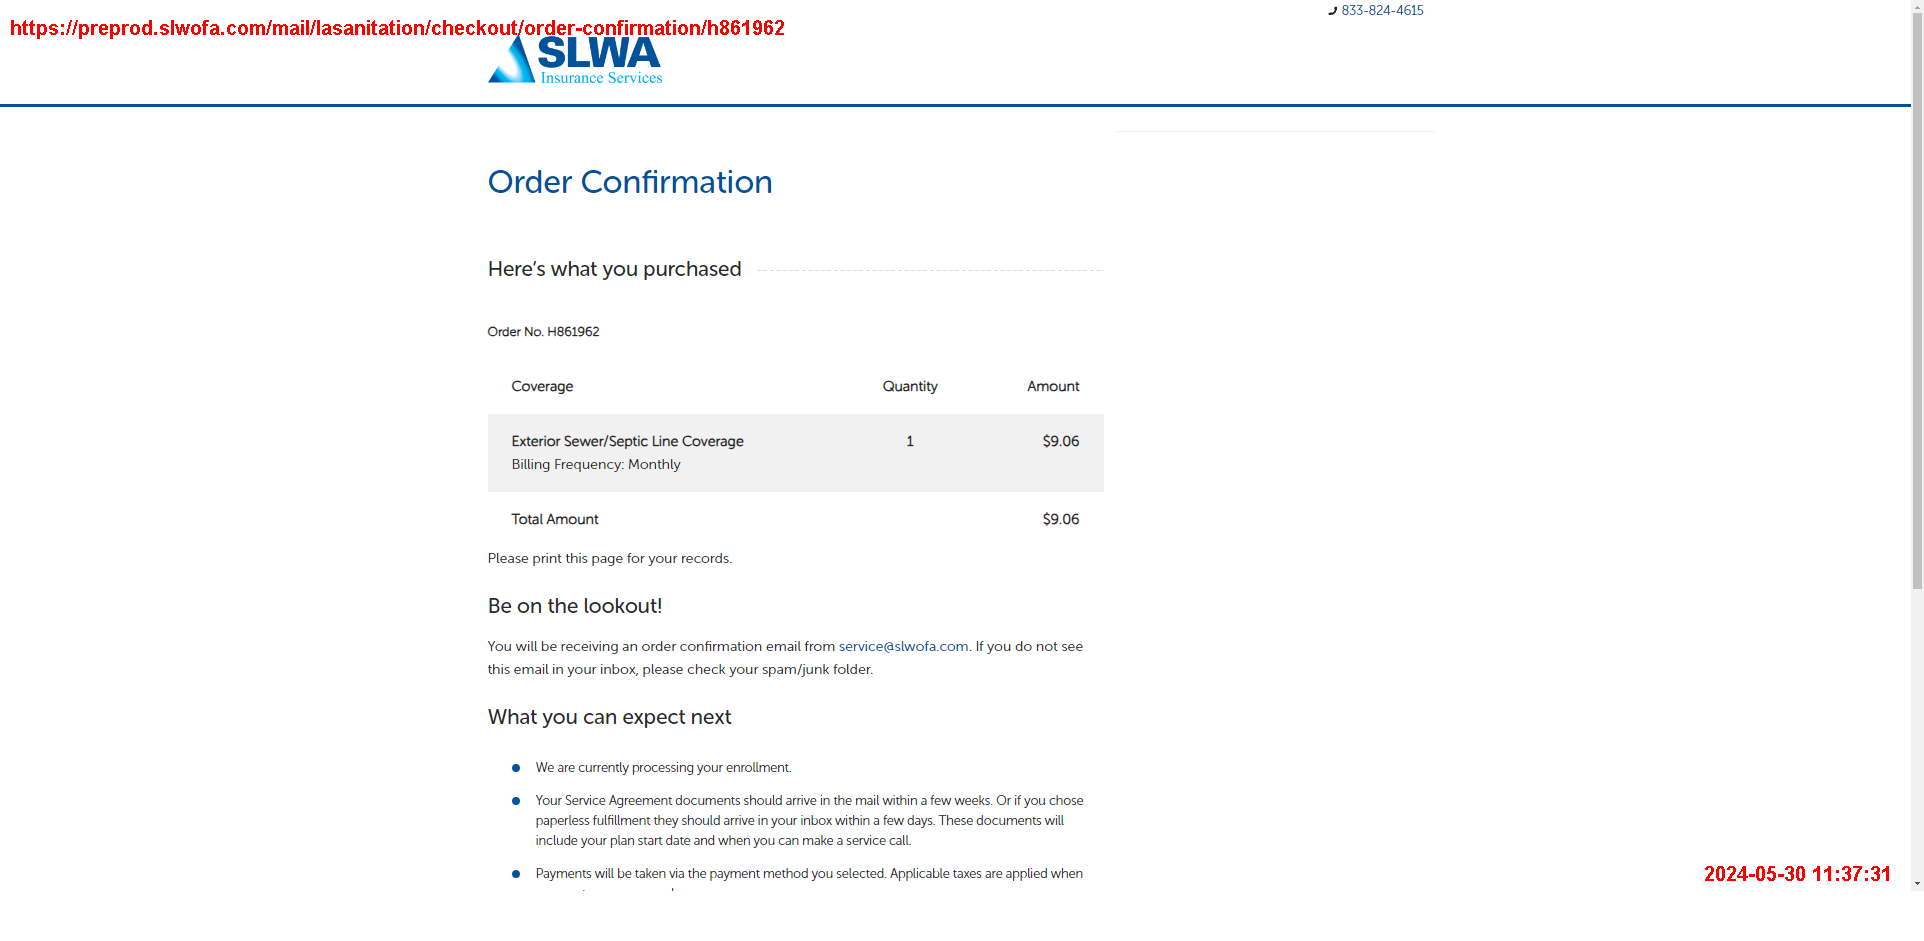 833-824-4615
https://preprod.slwofa.com/mail/lasanitation/checkout/order-confirmation/h861962
SLWA
Insurance Services
Order Confirmation
Here's what you purchased
Order No. H861962
Coverage Quantity Amount
Exterior Sewer/Septic Line Coverage 1 $9.06
Billing Frequency: Monthly
Total Amount $9.06
Please print this page for your records.
Be on the lookout!
You will be receiving an order confirmation email from service@slwofa.com. If you do not see
this email in your inbox, please check your spam/junk folder.
What you can expect next
We are currently processing your enrollment.
Your Service Agreement documents should arrive in the mail within a few weeks. Or if you chose
paperless fulfillment they should arrive in your inbox within a few days. These documents will
include your plan start date and when you can make a service call.
Payments will be taken via the payment method you selected. Applicable taxes are applied when
2024-05-30 11:37:31